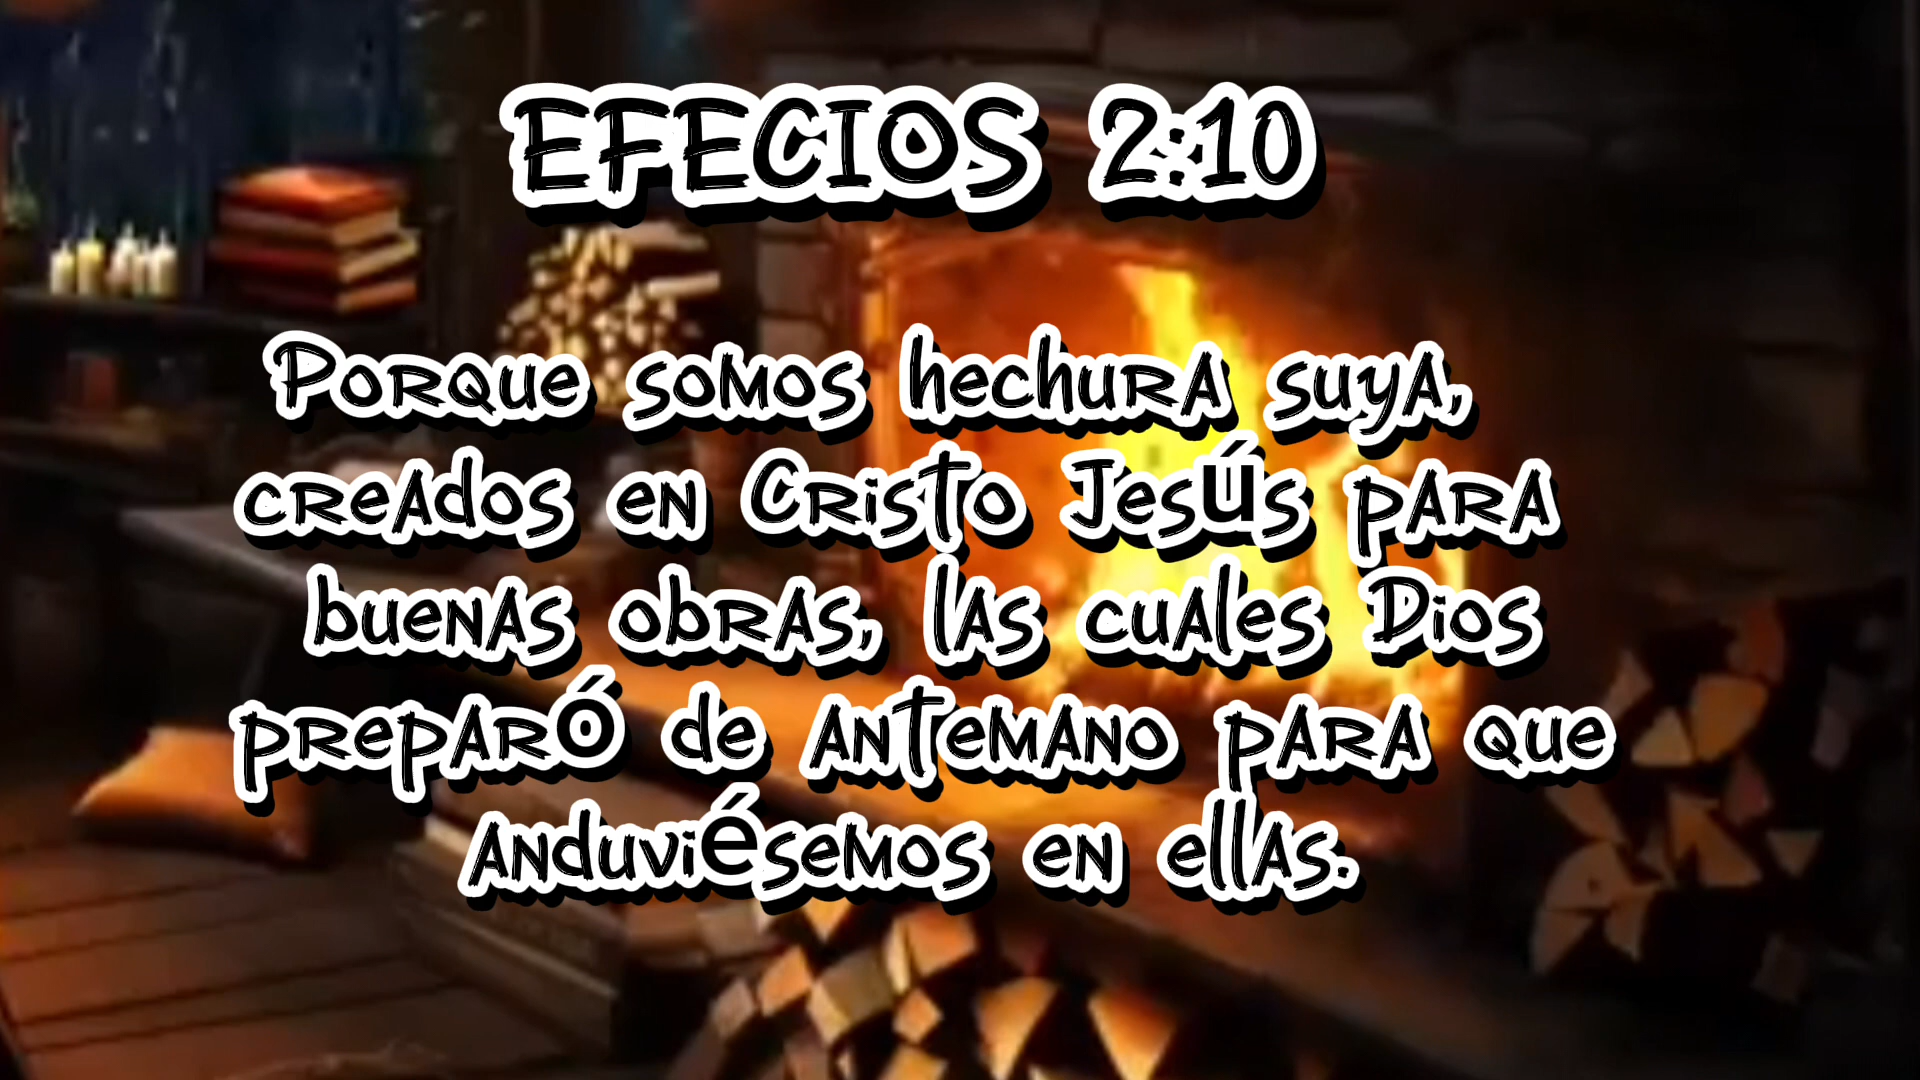 EFECIOS 2:10
Porque somos hechura suya,
creados en Cristo Jesús para
buenas obras, las cuales Dios
preparó de antemano para que
anduviésemos en ellas.